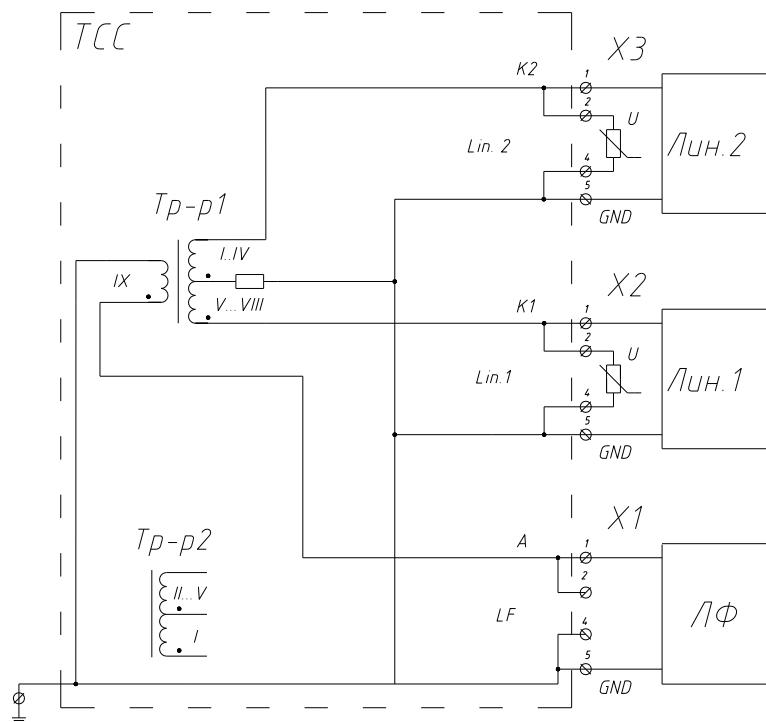 ТСС
X3
K2
1
2
U
Lin. 2
Лин.2
4
5
GND
Тр-р1
I..IV
IX
V...VIII
X2
K1
1
2
U
Lin.1
Лин.1
4
5
GND
X1
Тр-р2
A
1
2
II... V
LF
ЛФ
4
I
5
GND